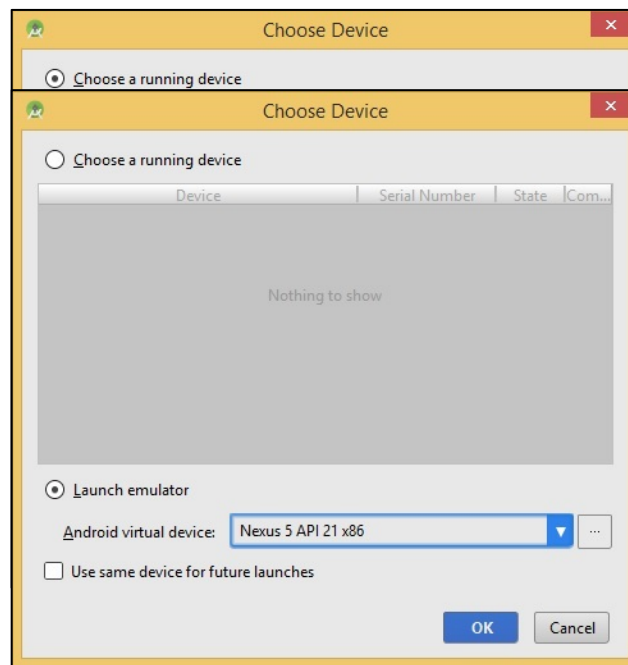 Choose Device
Choose a running device
Choose Device
Choose a running device
Device Serial Number State Com...
Nothing to show
Launch emulator
Android virtual device: Nexus 5 API 21 x86 ...
Use same device for future launches
OK Cancel